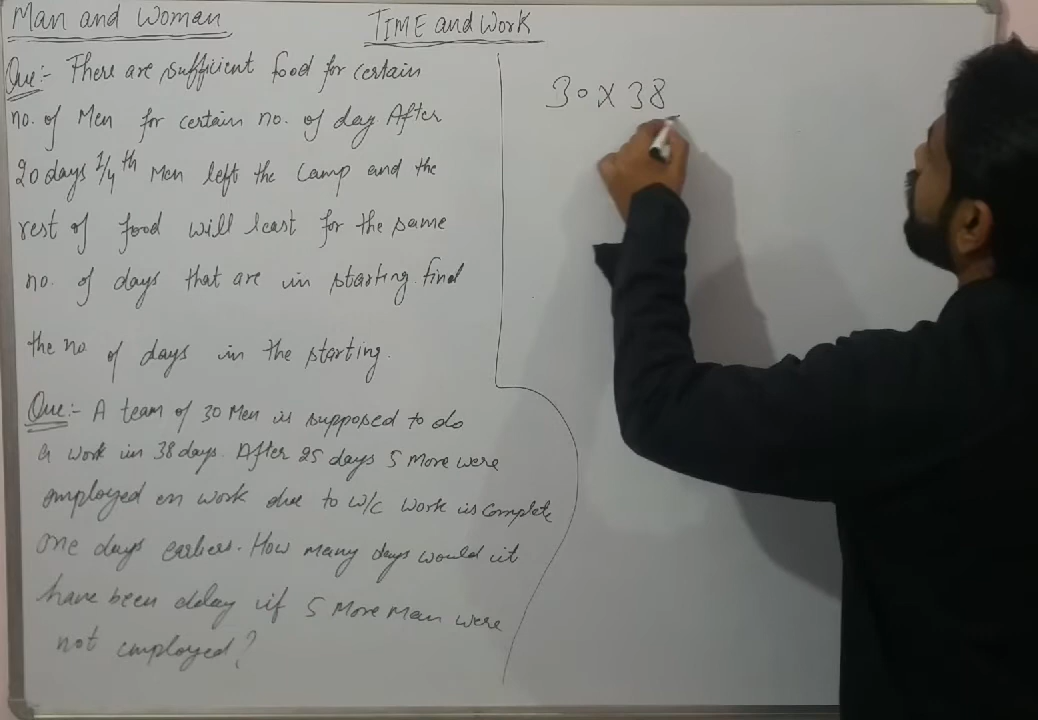 Man and Woman
TIME and Work
Que:- There are sufficient food for certain
no. of Men for certain no. of day After
20 days 1/4th Men left the Camp and the
rest of food will least for the same
no. of days that are in starting. find
the no of days in the starting.
Que:- A team of 30 Men is supposed to do
a work in 38 days. After 25 days 5 More were
employed on work due to w/c work is complete
one days earliers. How many days would it
have been delay if 5 More Man were
not employed?
30 x 38